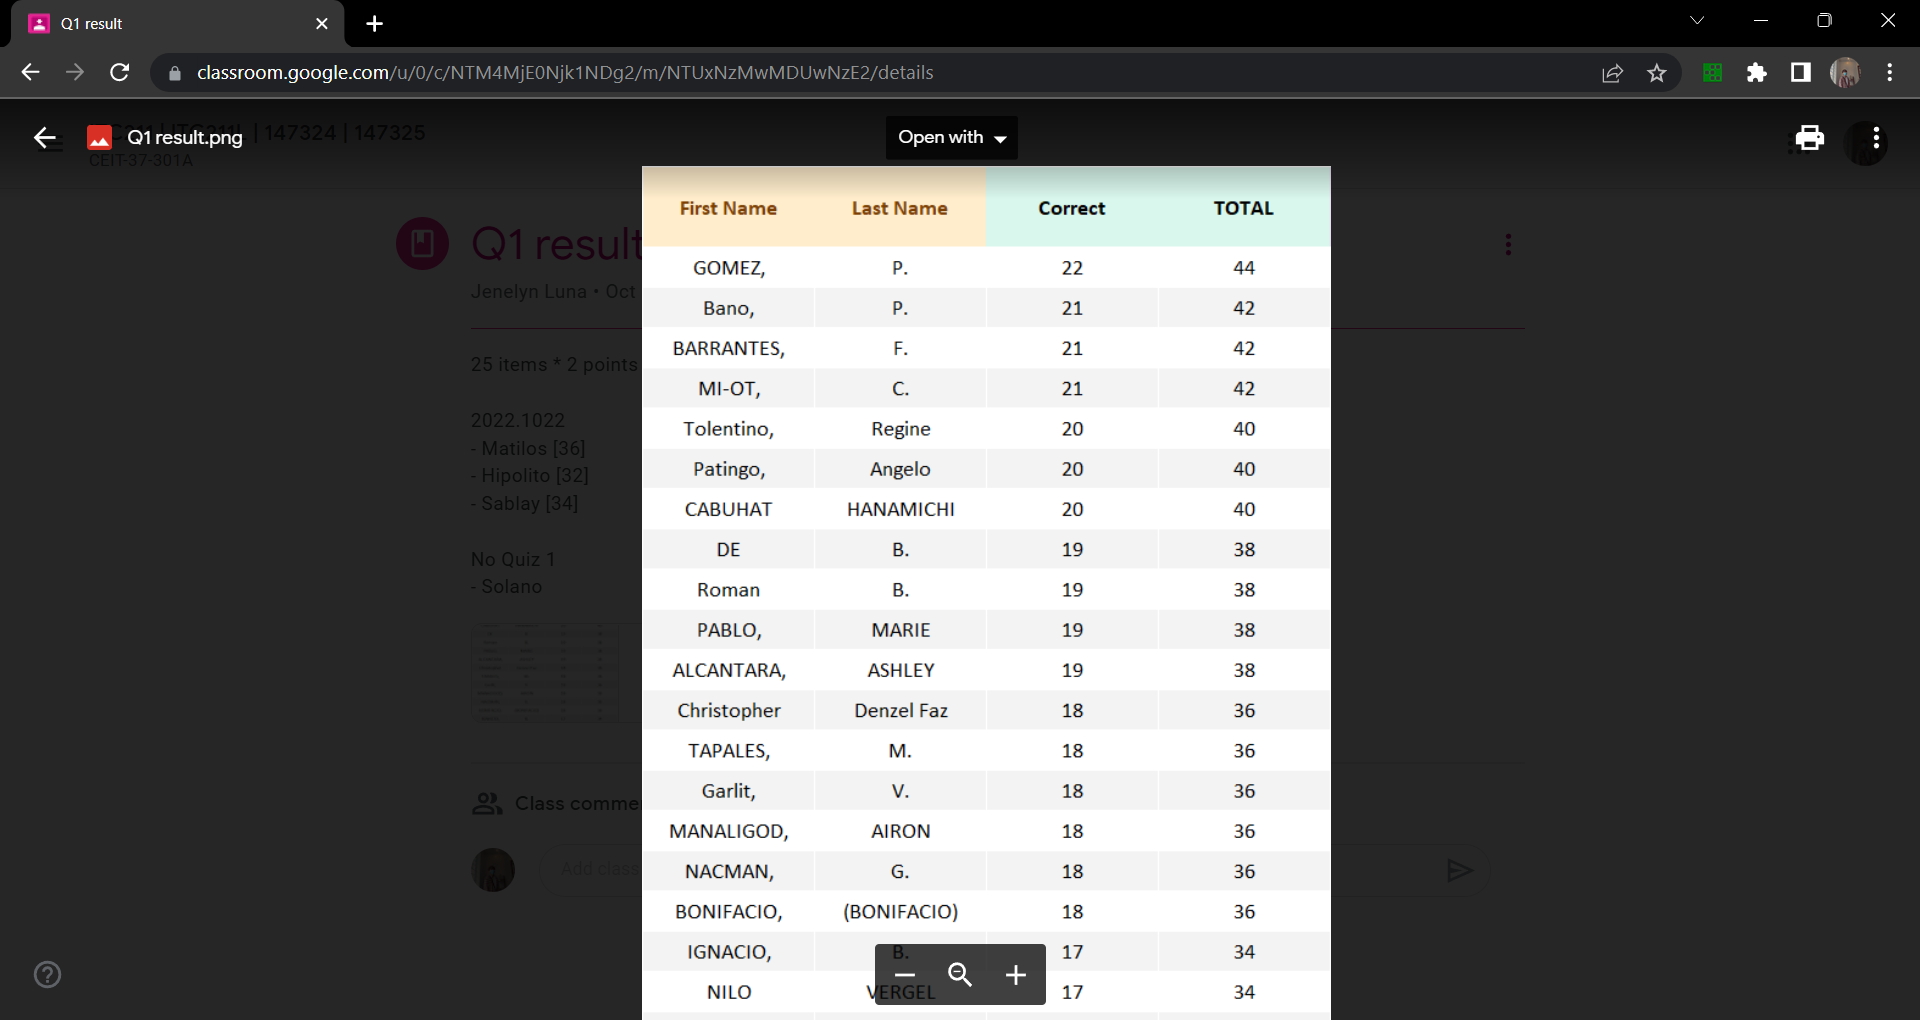 Q1 result
classroom.google.com/u/0/c/NTM4MjE0Njk1NDg2/m/NTUxNzMwMDUwNzE2/details
Q1 result.png
| 147324 | 147325
CEIT-37-301A
Open with
Q1 result
Jenelyn Luna • Oct
25 items * 2 points
2022.1022
- Matilos [36]
- Hipolito [32]
- Sablay [34]
No Quiz 1
- Solano
Class comme
Add class
First Name Last Name Correct TOTAL
GOMEZ, P. 22 44
Bano, P. 21 42
BARRANTES, F. 21 42
MI-OT, C. 21 42
Tolentino, Regine 20 40
Patingo, Angelo 20 40
CABUHAT HANAMICHI 20 40
DE B. 19 38
Roman B. 19 38
PABLO, MARIE 19 38
ALCANTARA, ASHLEY 19 38
Christopher Denzel Faz 18 36
TAPALES, M. 18 36
Garlit, V. 18 36
MANALIGOD, AIRON 18 36
NACMAN, G. 18 36
BONIFACIO, (BONIFACIO) 18 36
IGNACIO, B. 17 34
NILO VERGEL 17 34